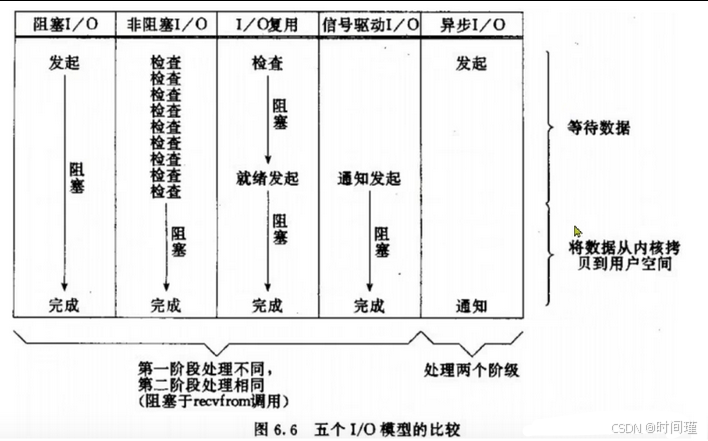 阻塞I/O 非阻塞I/O I/O复用 信号驱动I/O 异步I/O
发起 检查 检查 发起
检查
检查
检查
检查
检查
检查
检查
检查
阻塞
阻塞
就绪发起 通知发起
阻塞
阻塞
阻塞
完成 完成 完成 完成 通知
等待数据
将数据从内核拷
贝到用户空间
第一阶段处理不同，
第二阶段处理相同
（阻塞于recvfrom调用）
处理两个阶级
图 6.6 五个 I/O 模型的比较
CSDN @时间瑾